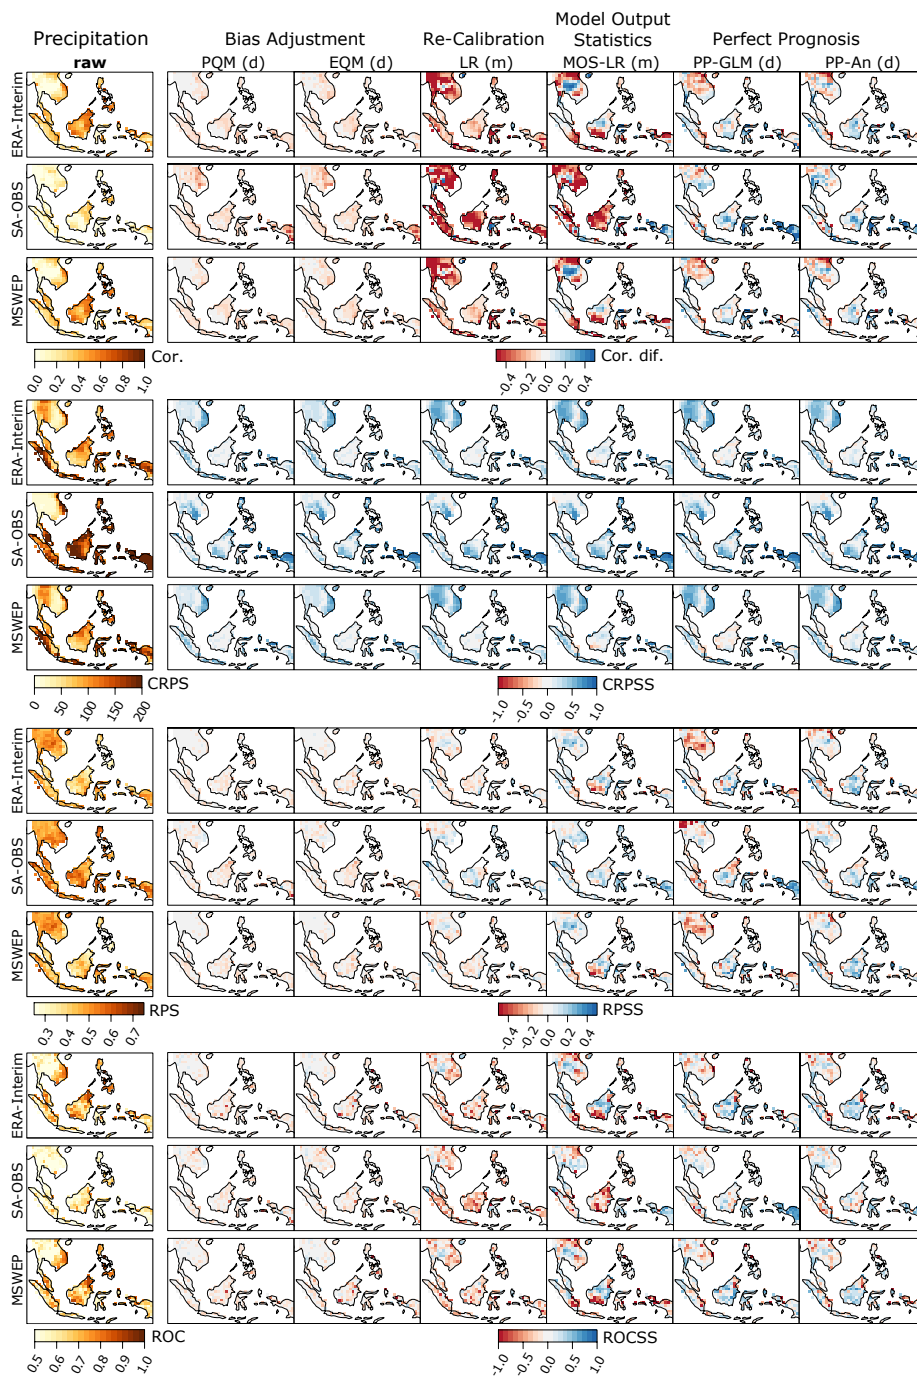 Precipitation
raw
Bias Adjustment
Re-Calibration
Model Output
Statistics
Perfect Prognosis
PQM (d)
EQM (d)
LR (m)
MOS-LR (m)
PP-GLM (d)
PP-An (d)
ERA-Interim
SA-OBS
MSWEP
Cor.
0.0 0.2 0.4 0.6 0.8 1.0
Cor. dif.
-0.4 -0.2 0.0 0.2 0.4
ERA-Interim
SA-OBS
MSWEP
CRPS
0 50 100 150 200
CRPSS
-1.0 -0.5 0.0 0.5 1.0
ERA-Interim
SA-OBS
MSWEP
RPS
0.3 0.4 0.5 0.6 0.7
RPSS
-0.4 -0.2 0.0 0.2 0.4
ERA-Interim
SA-OBS
MSWEP
ROC
0.5 0.6 0.7 0.8 0.9 1.0
ROCSS
-1.0 -0.5 0.0 0.5 1.0